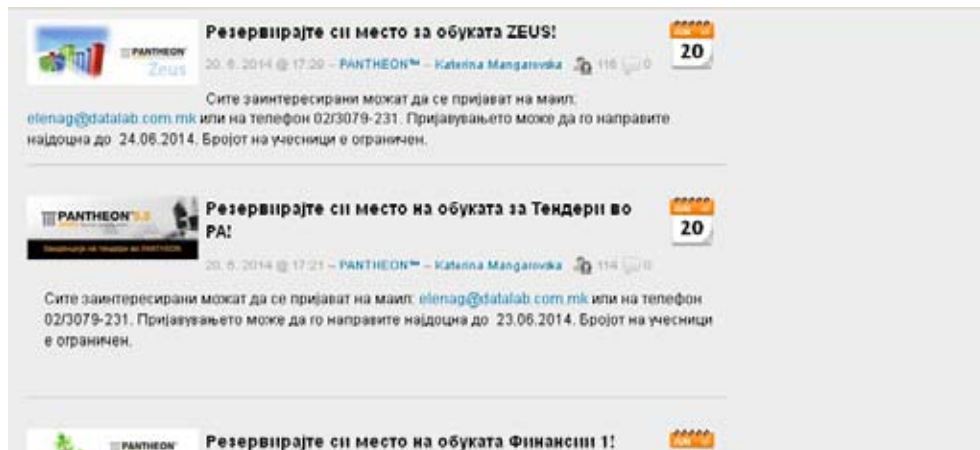 Резервирајте си место за обуката ZEUS!
PANTHEON
Zeus
20
20. 6. 2014 @ 17:29 – PANTHEON™ – Katerina Mangarovska 116 0
Сите заинтересирани можат да се пријават на маил:
elenag@datalab.com.mk или на телефон 02/3079-231. Пријавувањето може да го направите
најдоцна до 24.06.2014. Бројот на учесници е ограничен.
PANTHEON 5.5
Резервирајте си место на обуката за Тендери во
РА!
20
20. 6. 2014 @ 17:21 – PANTHEON™ – Katerina Mangarovska 114 0
Сите заинтересирани можат да се пријават на маил: elenag@datalab.com.mk или на телефон
02/3079-231. Пријавувањето може да го направите најдоцна до 23.06.2014. Бројот на учесници
е ограничен.
PANTHEON
Резервирајте си место на обуката Финансии 1!